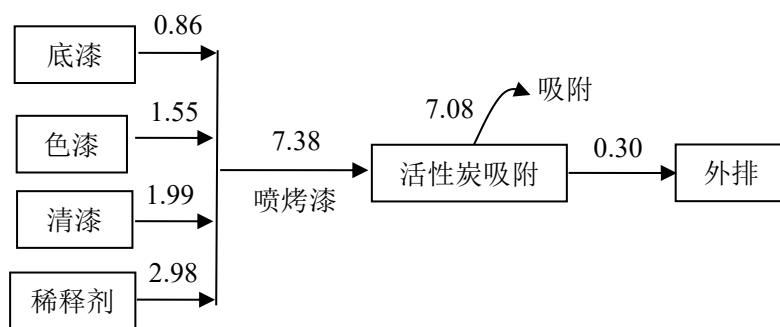 底漆
0.86
色漆
1.55
清漆
1.99
稀释剂
2.98
7.38
喷烤漆
活性炭吸附
7.08
吸附
0.30
外排